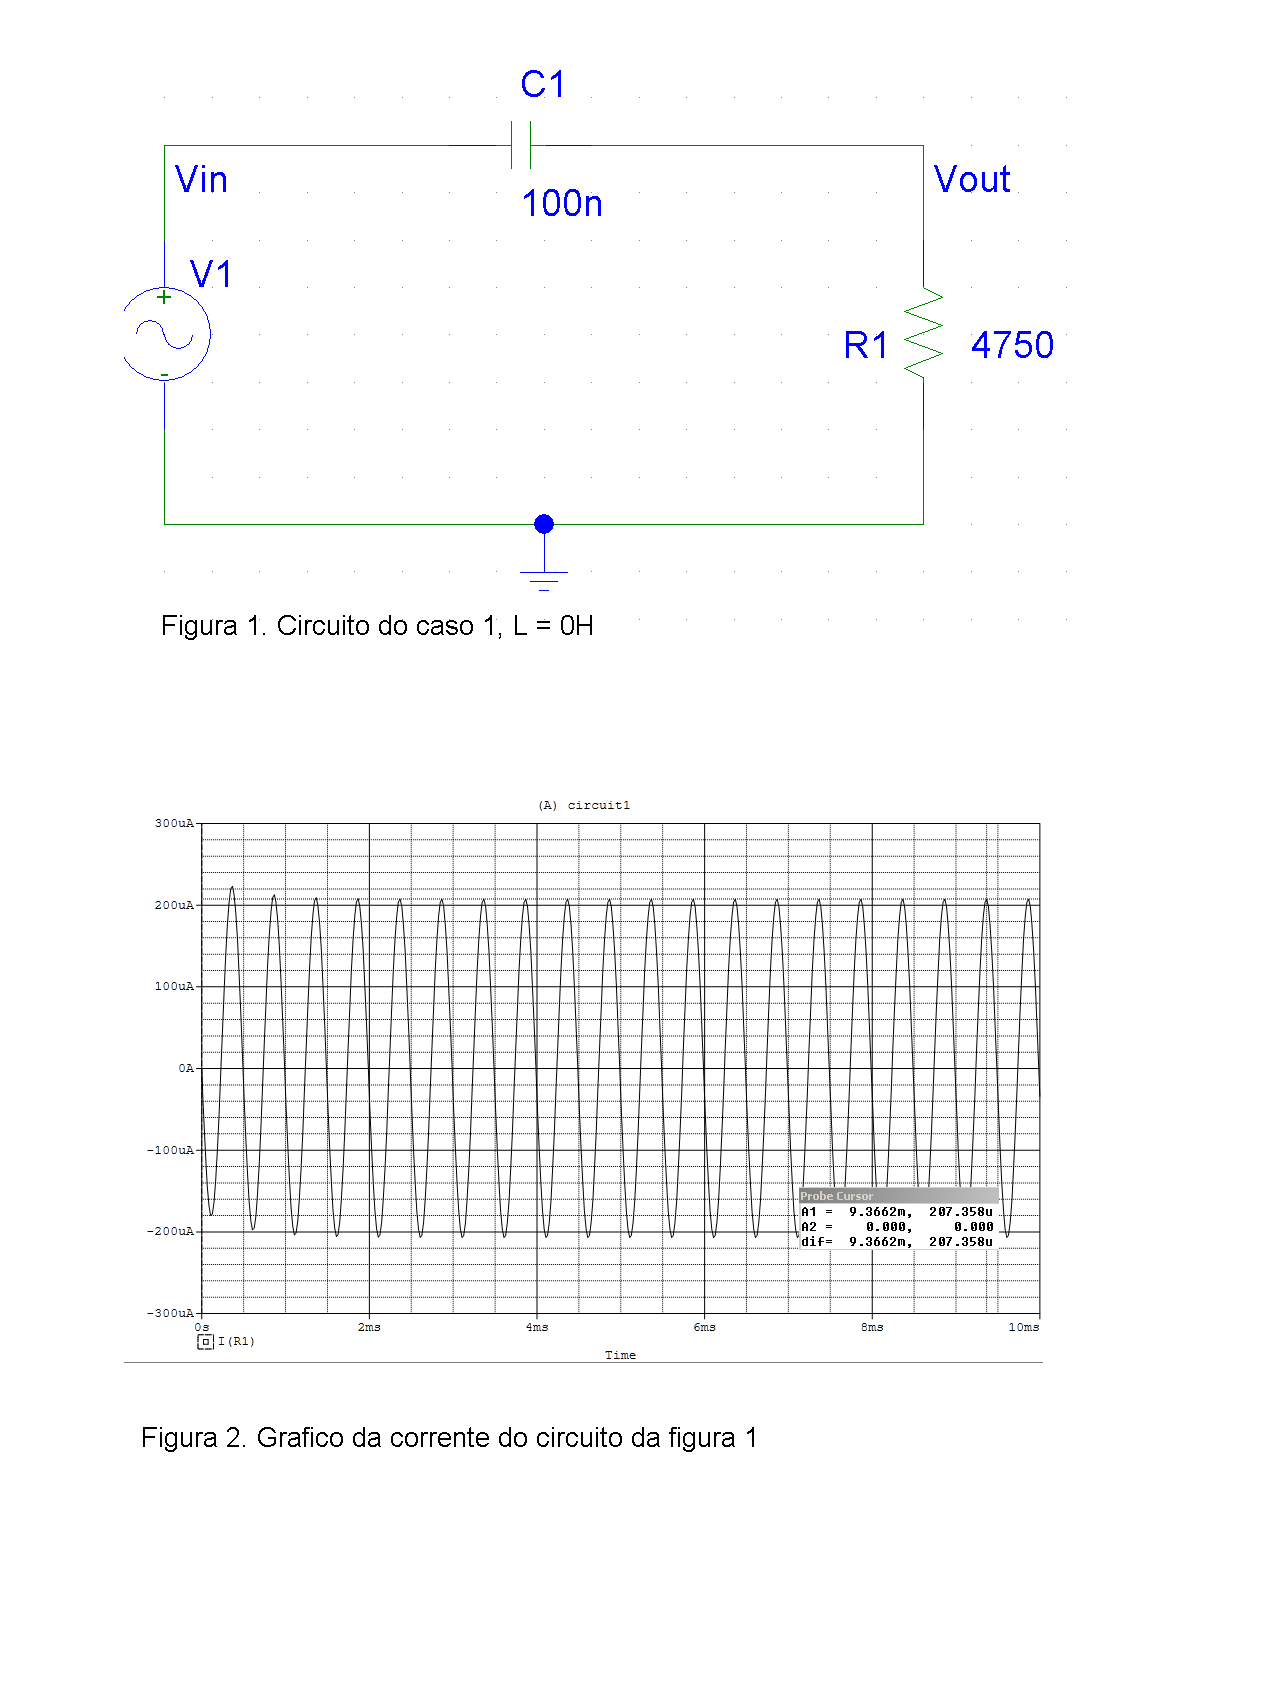 C1
Vin
Vout
100n
V1
+
R1
4750
-
Figura 1. Circuito do caso 1, L = 0H
(A) circuit1
300uA
200uA
100uA
0A
-100uA
Probe Cursor
A1 = 9.3662m, 207.358u
A2 = 0.000, 0.000
-200uA
dif= 9.3662m, 207.358u
-300uA
0s 2ms 4ms 6ms 8ms 10ms
I(R1)
Time
Figura 2. Grafico da corrente do circuito da figura 1